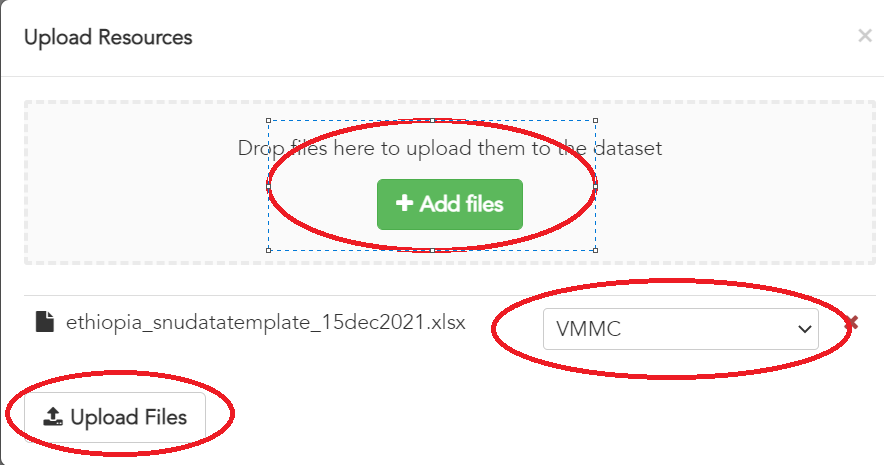 Upload Resources
Drop files here to upload them to the dataset
Add files
ethiopia_snudatatemplate_15dec2021.xlsx
VMMC
Upload Files